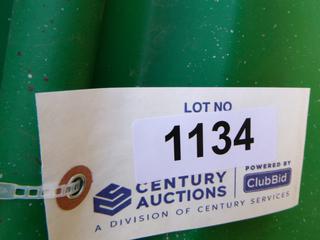 LOT NO
1134
CENTURY
AUCTIONS
POWERED BY
ClubBid
A DIVISION OF CENTURY SERVICES